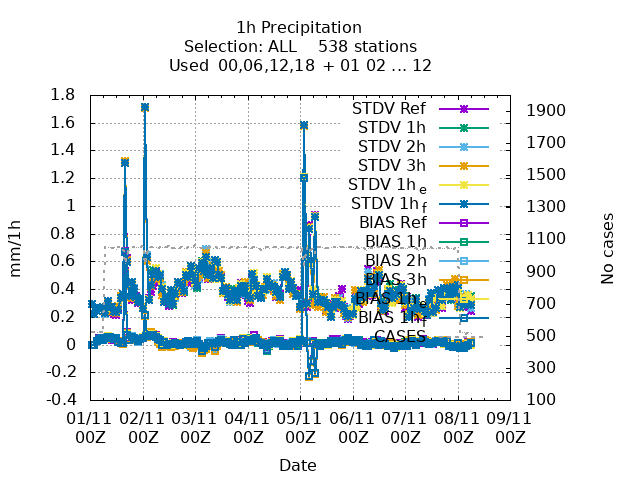 1h Precipitation
Selection: ALL 538 stations
Used 00,06,12,18 + 01 02 ... 12
1.8
1.6
1.4
1.2
1
0.8
0.6
0.4
0.2
0
-0.2
-0.4
mm/1h
1900
1700
1500
1300
1100
900
700
500
300
100
No cases
STDV Ref
STDV 1h
STDV 2h
STDV 3h
STDV 1h e
STDV 1h f
BIAS Ref
BIAS 1h
BIAS 2h
BIAS 3h
BIAS 1h e
BIAS 1h f
CASES
01/11 02/11 03/11 04/11 05/11 06/11 07/11 08/11 09/11
00Z 00Z 00Z 00Z 00Z 00Z 00Z 00Z 00Z
Date